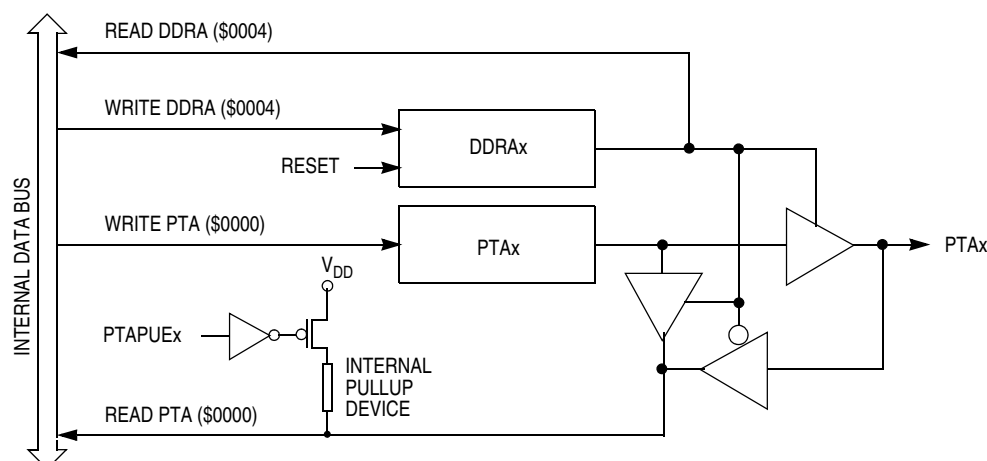 READ DDRA ($0004)
WRITE DDRA ($0004)
RESET
DDRAx
INTERNAL DATA BUS
WRITE PTA ($0000)
PTAx
PTAx
VDD
PTAPUEx
INTERNAL
PULLUP
DEVICE
READ PTA ($0000)